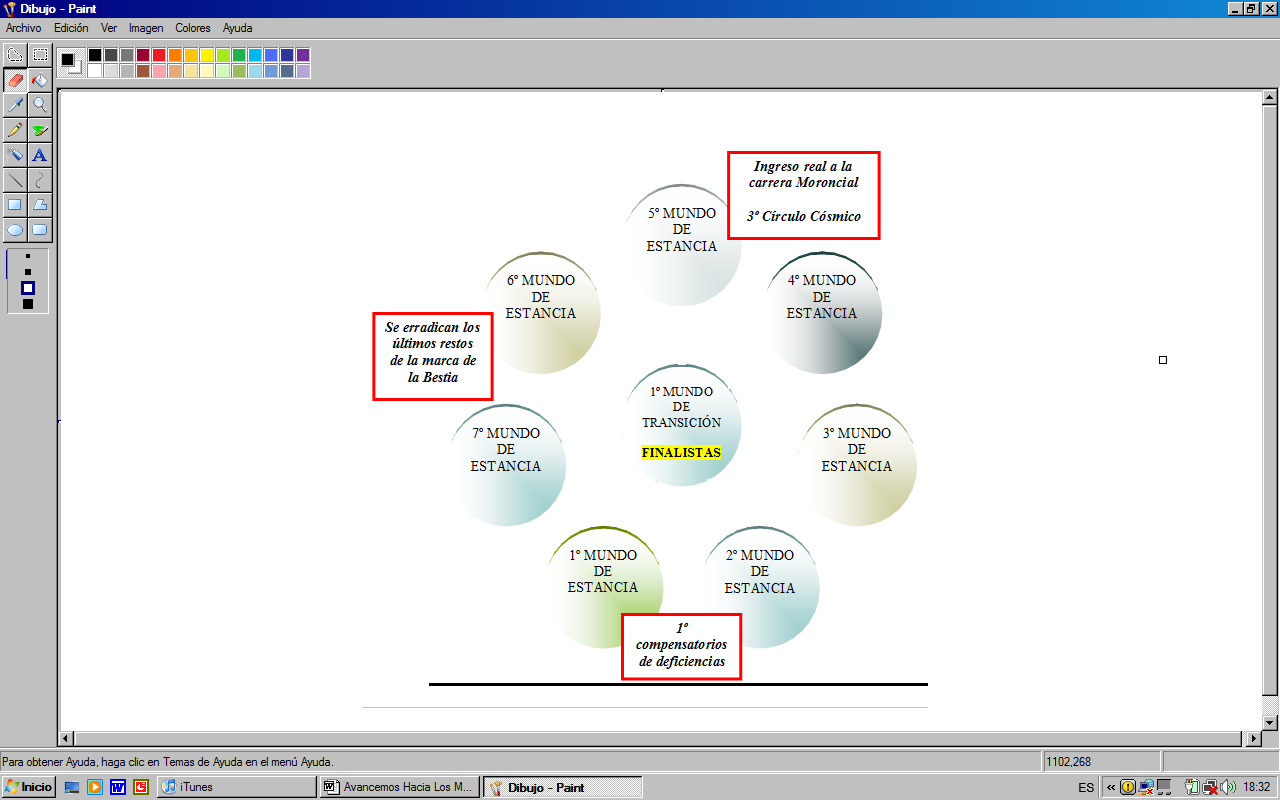 Dibujo - Paint
Archivo Edición Ver Imagen Colores Ayuda
Ingreso real a la
carrera Moroncial
3º Círculo Cósmico
5º MUNDO
DE
ESTANCIA
6º MUNDO
DE
ESTANCIA
4º MUNDO
DE
ESTANCIA
Se erradican los
últimos restos
de la marca de
la Bestia
1º MUNDO
DE
TRANSICIÓN
FINALISTAS
7º MUNDO
DE
ESTANCIA
3º MUNDO
DE
ESTANCIA
1º MUNDO
DE
ESTANCIA
2º MUNDO
DE
ESTANCIA
1º
compensatorios
de deficiencias
Para obtener Ayuda, haga clic en Temas de Ayuda en el menú Ayuda.
1102,268
Inicio
iTunes
Avancemos Hacia Los M...
Dibujo - Paint
ES
«
18:32